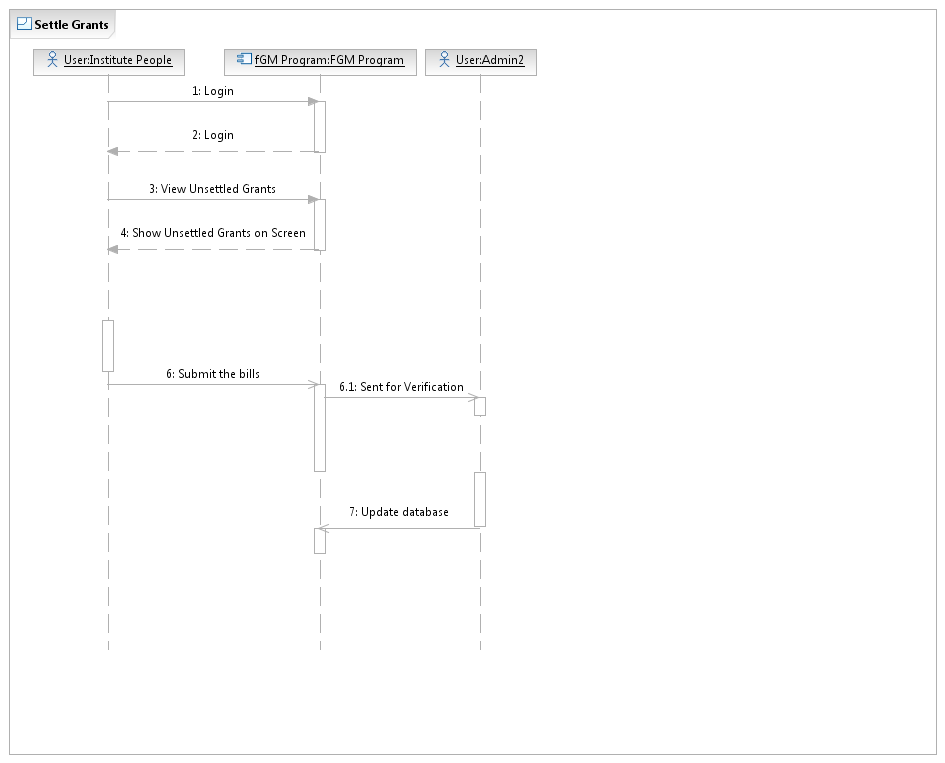 Settle Grants
User:Institute People
fGM Program:FGM Program
User:Admin2
1: Login
2: Login
3: View Unsettled Grants
4: Show Unsettled Grants on Screen
6: Submit the bills
6.1: Sent for Verification
7: Update database